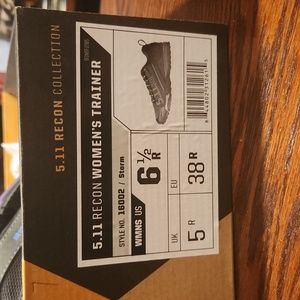 5.11 RECON COLLECTION
5.11 RECON WOMEN'S TRAINER
STYLE NO. 16002 / Storm
WMNS US
6 1/2 R
UK
5 R
EU
38 R